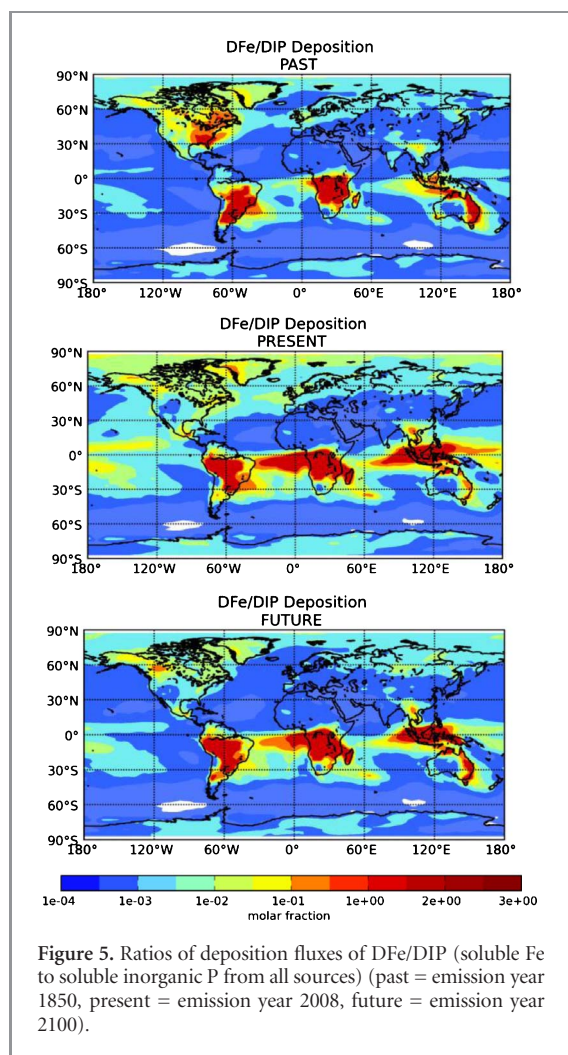 DFe/DIP Deposition
PAST
90°N
60°N
30°N
0°
30°S
60°S
90°S
180° 120°W 60°W 0° 60°E 120°E 180°
DFe/DIP Deposition
PRESENT
90°N
60°N
30°N
0°
30°S
60°S
90°S
180° 120°W 60°W 0° 60°E 120°E 180°
DFe/DIP Deposition
FUTURE
90°N
60°N
30°N
0°
30°S
60°S
90°S
180° 120°W 60°W 0° 60°E 120°E 180°
1e-04 1e-03 1e-02 1e-01 1e+00 2e+00 3e+00
molar fraction
Figure 5. Ratios of deposition fluxes of DFe/DIP (soluble Fe
to soluble inorganic P from all sources) (past = emission year
1850, present = emission year 2008, future = emission year
2100).